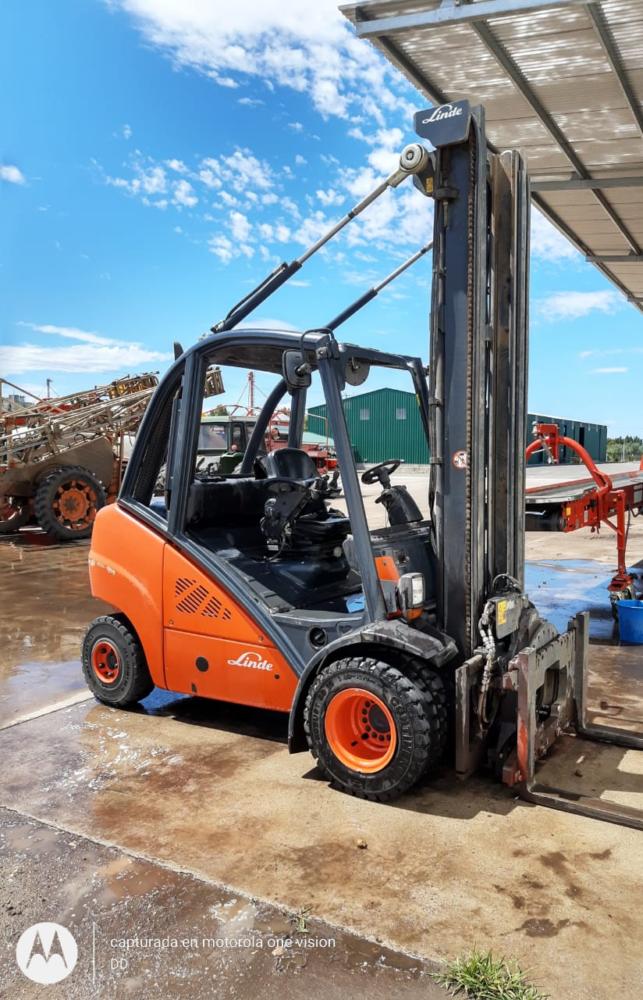 Linde
Linde
capturada en motorola one vision
DD